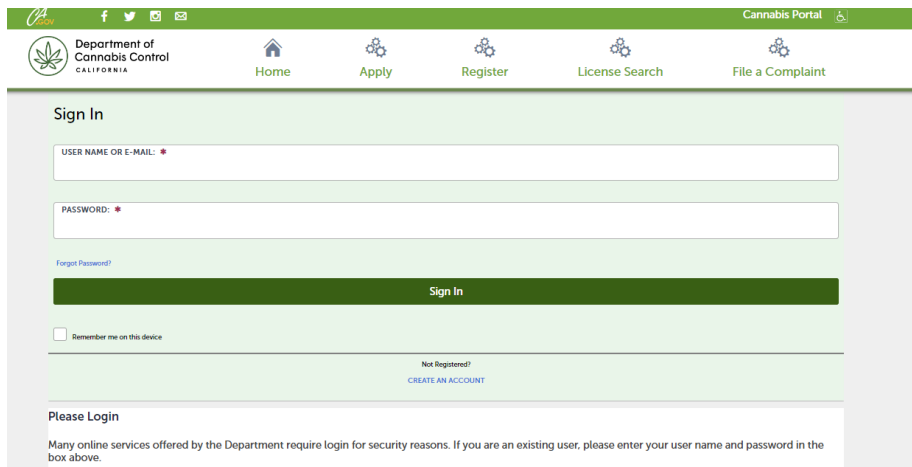 CA.GOV
Cannabis Portal
Department of
Cannabis Control
CALIFORNIA
Home
Apply
Register
License Search
File a Complaint
Sign In
USER NAME OR E-MAIL: *
PASSWORD: *
Forgot Password?
Sign In
Remember me on this device
Not Registered?
CREATE AN ACCOUNT
Please Login
Many online services offered by the Department require login for security reasons. If you are an existing user, please enter your user name and password in the
box above.